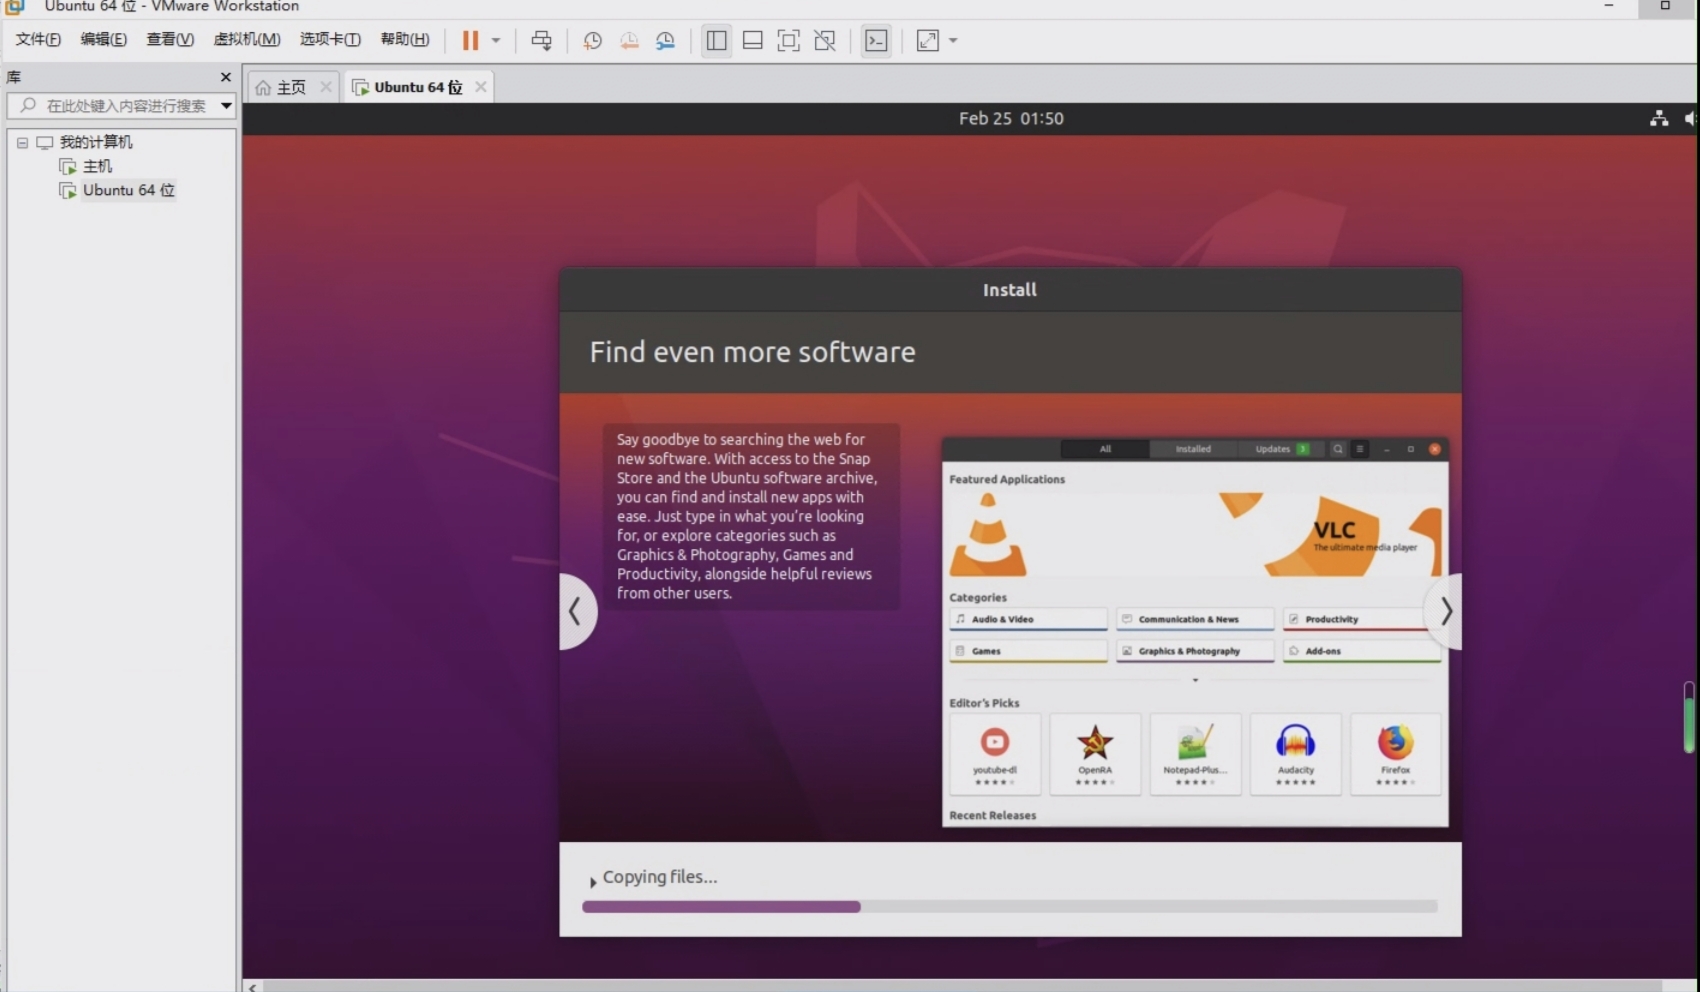 Ubuntu 64 位 - VMware Workstation
文件(F) 编辑(E) 查看(V) 虚拟机(M) 选项卡(T) 帮助(H)
库
在此处键入内容进行搜索
我的计算机
主机
Ubuntu 64 位
主页
Ubuntu 64 位
Feb 25 01:50
Install
Find even more software
Say goodbye to searching the web for
new software. With access to the Snap
Store and the Ubuntu software archive,
you can find and install new apps with
ease. Just type in what you’re looking
for, or explore categories such as
Graphics & Photography, Games and
Productivity, alongside helpful reviews
from other users.
All Installed Updates 3
Featured Applications
VLC
The ultimate media player
Categories
Audio & Video Communication & News Productivity
Games Graphics & Photography Add-ons
Editor's Picks
youtube-dl OpenRA Notepad-Plus... Audacity Firefox
Recent Releases
Copying files...